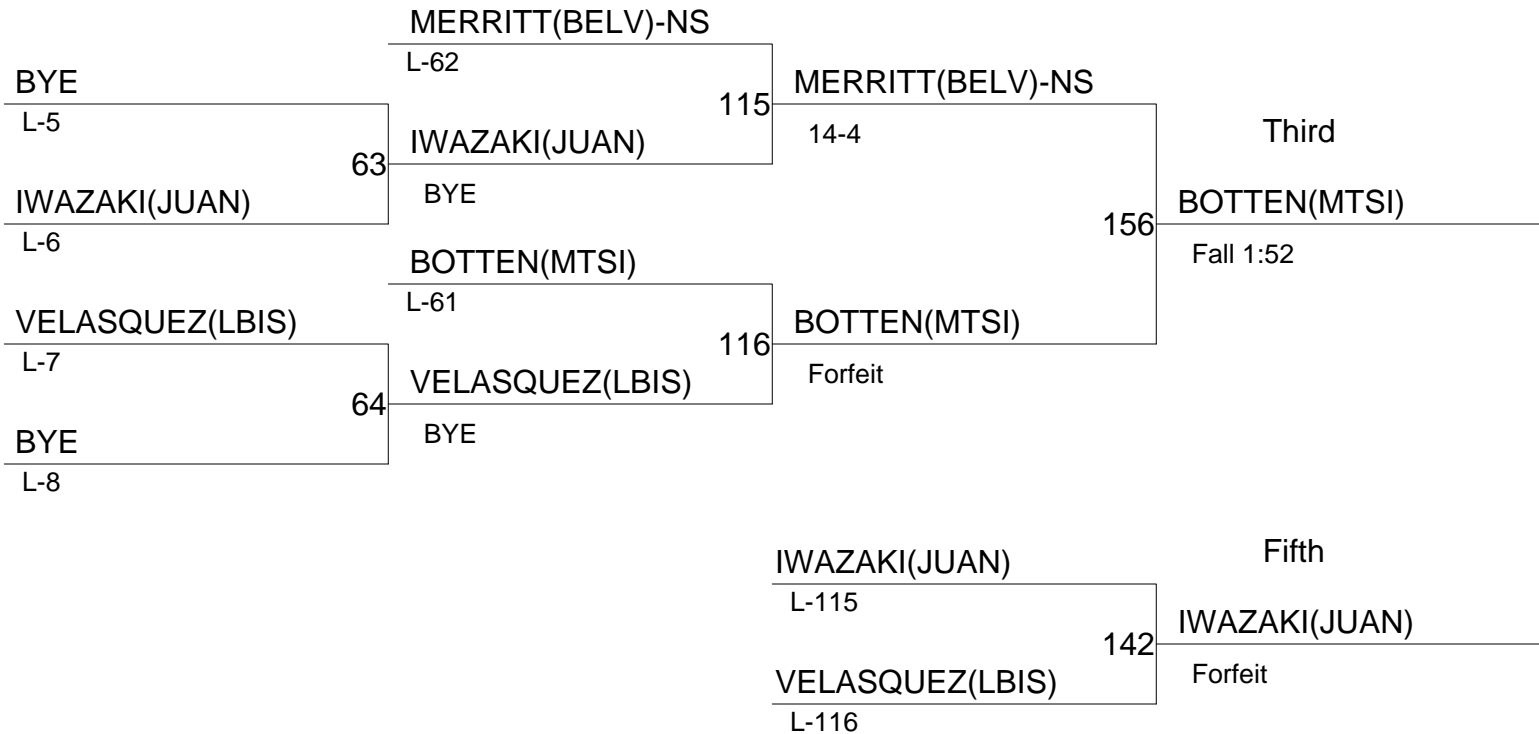 MERRITT(BELV)-NS
L-62
BYE
L-5
115
MERRITT(BELV)-NS
14-4
Third
63
IWAZAKI(JUAN)
BYE
IWAZAKI(JUAN)
L-6
156
BOTTEN(MTSI)
Fall 1:52
BOTTEN(MTSI)
L-61
VELASQUEZ(LBIS)
L-7
116
BOTTEN(MTSI)
Forfeit
64
VELASQUEZ(LBIS)
BYE
BYE
L-8
IWAZAKI(JUAN)
L-115
Fifth
142
IWAZAKI(JUAN)
Forfeit
VELASQUEZ(LBIS)
L-116